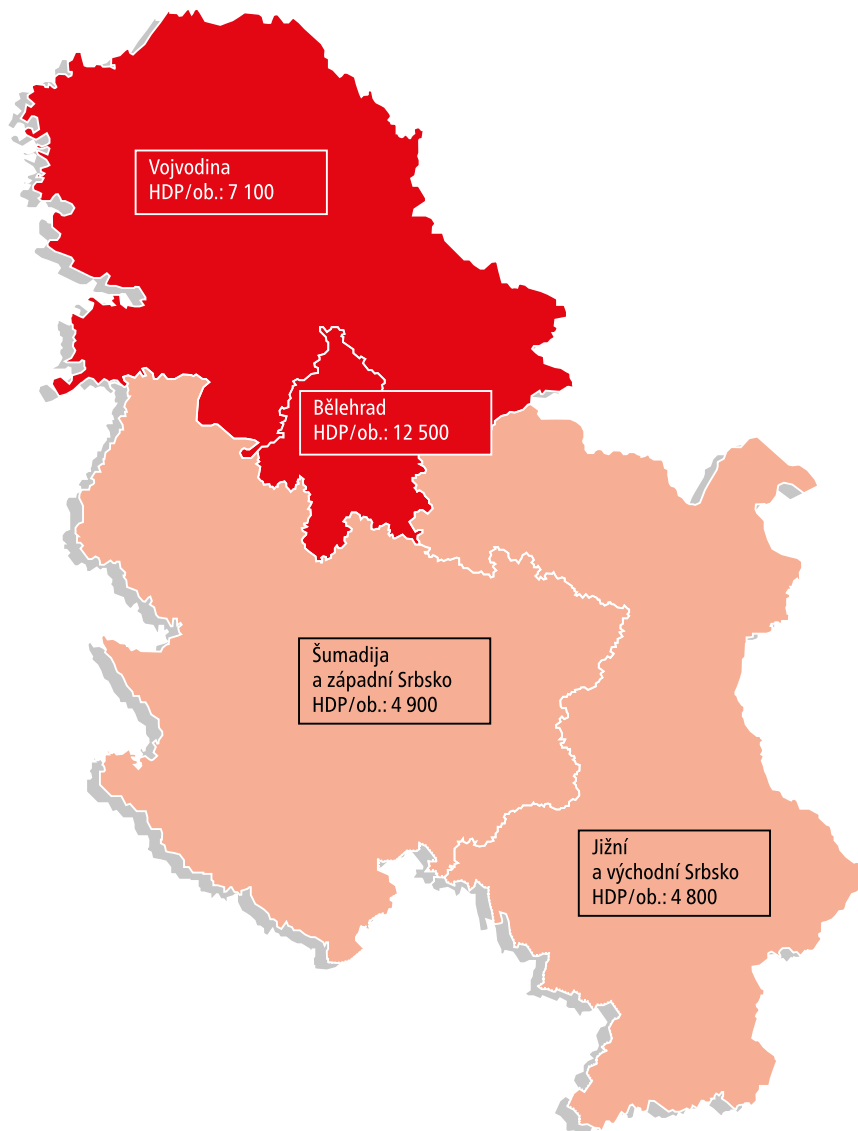 Vojvodina
HDP/ob.: 7 100
Bělehrad
HDP/ob.: 12 500
Šumadija
a západní Srbsko
HDP/ob.: 4 900
Jižní
a východní Srbsko
HDP/ob.: 4 800